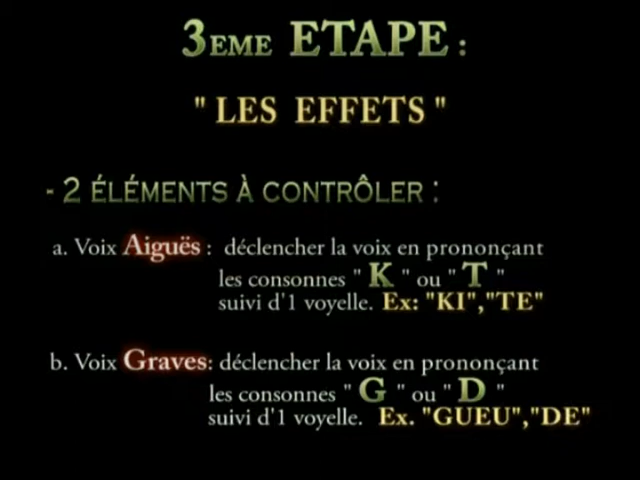 3EME ETAPE :
" LES EFFETS "
- 2 ÉLÉMENTS À CONTRÔLER :
a. Voix Aiguës : déclencher la voix en prononçant
les consonnes " K " ou " T "
suivi d'1 voyelle. Ex: "KI","TE"
b. Voix Graves: déclencher la voix en prononçant
les consonnes " G " ou " D "
suivi d'1 voyelle. Ex. "GUEU","DE"